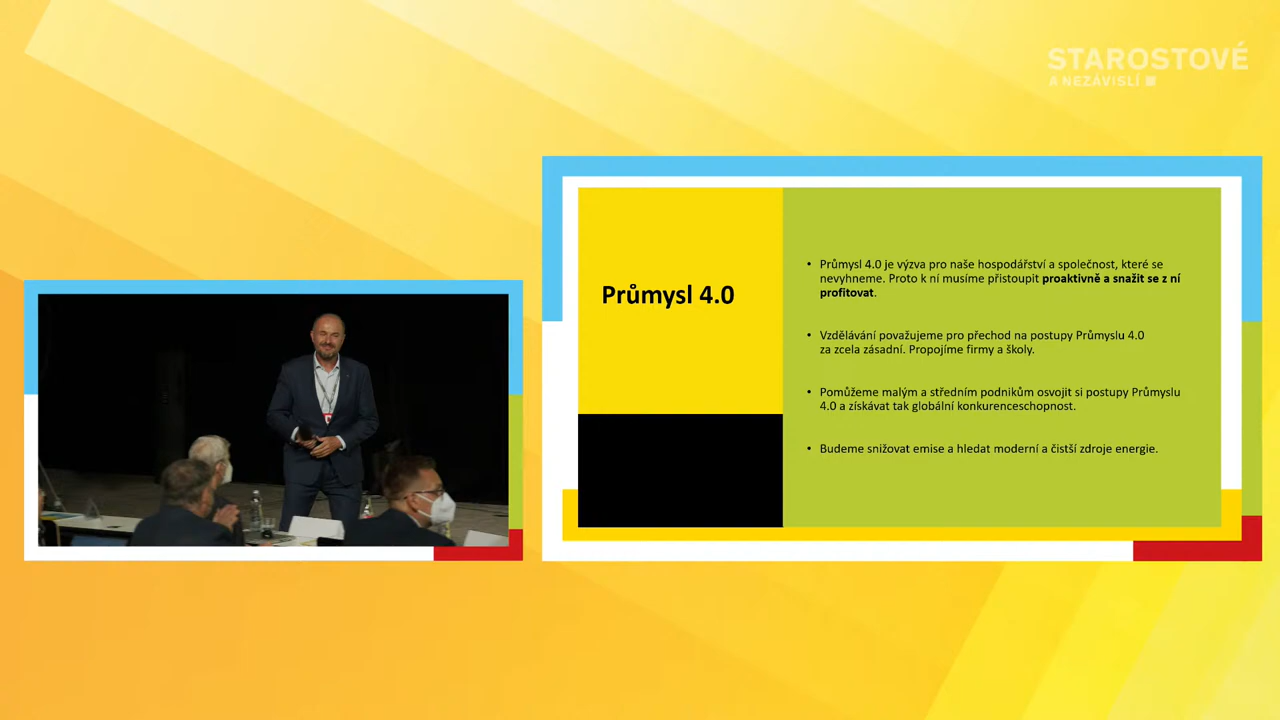 STAROSTOVÉ
A NEZÁVISLÍ
Průmysl 4.0
• Průmysl 4.0 je výzva pro naše hospodářství a společnost, které se
nevyhneme. Proto k ní musíme přistoupit proaktivně a snažit se z ní
profitovat.
• Vzdělávání považujeme pro přechod na postupy Průmyslu 4.0
za zcela zásadní. Propojíme firmy a školy.
• Pomůžeme malým a středním podnikům osvojit si postupy Průmyslu
4.0 a získávat tak globální konkurenceschopnost.
• Budeme snižovat emise a hledat moderní a čistší zdroje energie.